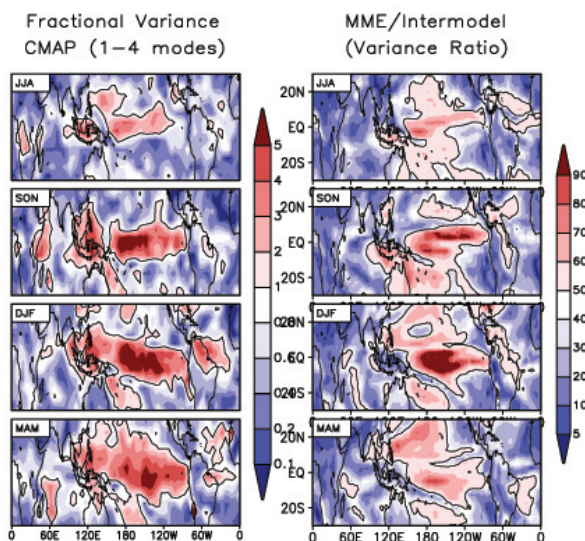 Fractional Variance
CMAP (1−4 modes)
MME/Intermodel
(Variance Ratio)
JJA
SON
DJF
MAM
0 60E 120E 180 120W 60W 0
5
4
3
2
1
0.8
0.6
0.4
0.2
0.1
JJA
20N
EQ
20S
SON
20N
EQ
20S
DJF
20N
EQ
20S
MAM
20N
EQ
20S
0 60E 120E 180 120W 60W 0
90
80
70
60
50
40
30
20
10
5